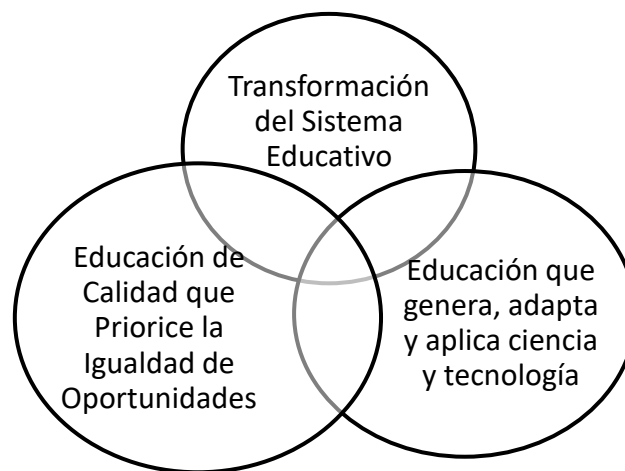 Transformación
del Sistema
Educativo
Educación de
Calidad que
Priorice la
Igualdad de
Oportunidades
Educación que
genera, adapta
y aplica ciencia
y tecnología